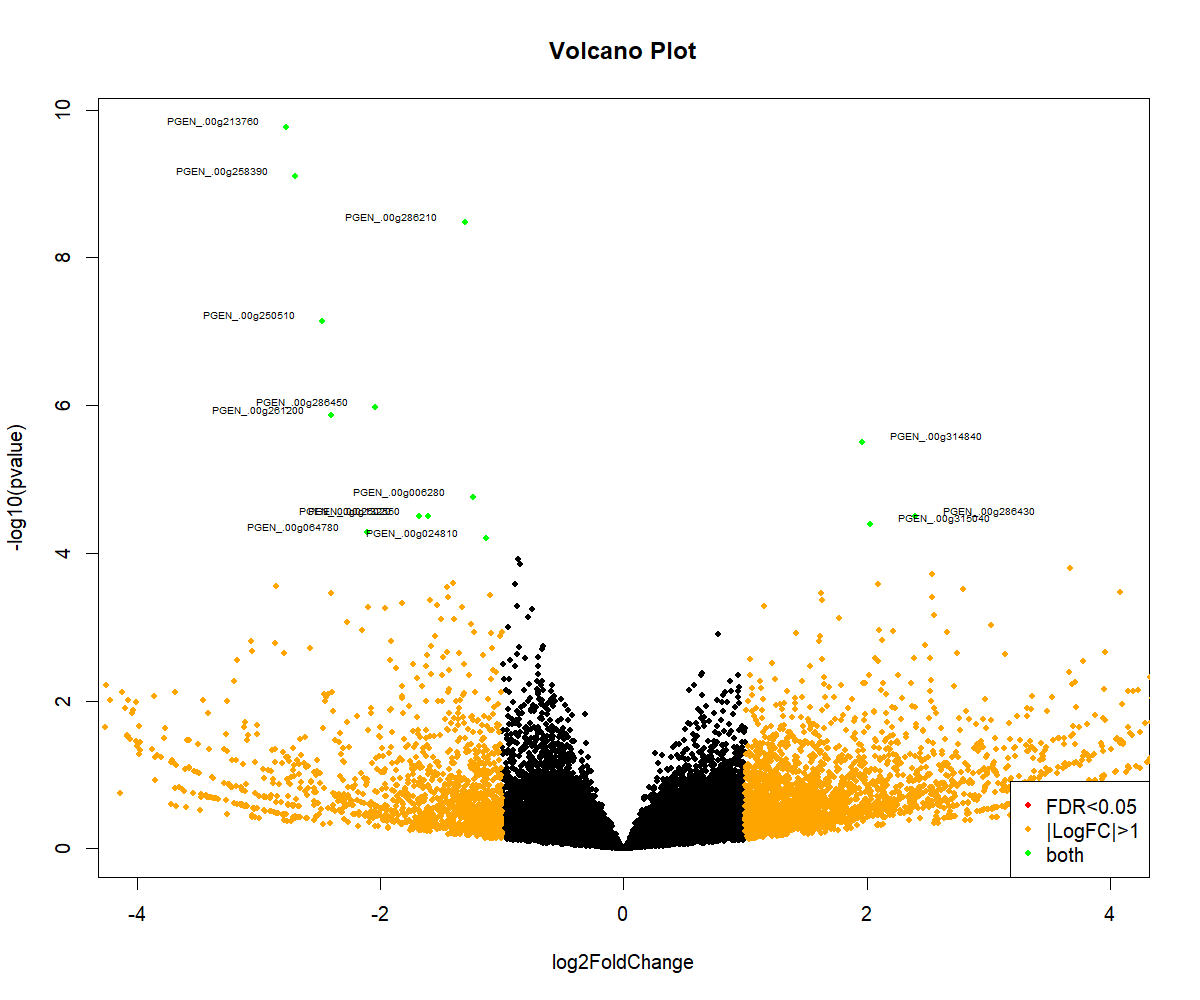 Volcano Plot
10
8
6
4
2
0
-log10(pvalue)
PGEN_.00g213760
PGEN_.00g258390
PGEN_.00g286210
PGEN_.00g250510
PGEN_.00g286450
PGEN_.00g261200
PGEN_.00g314840
PGEN_.00g006280
PGEN_.00g286430
PGEN_.00g315040
PGEN_.00g064780
PGEN_.00g024810
FDR<0.05
|LogFC|>1
both
-4
-2
0
2
4
log2FoldChange